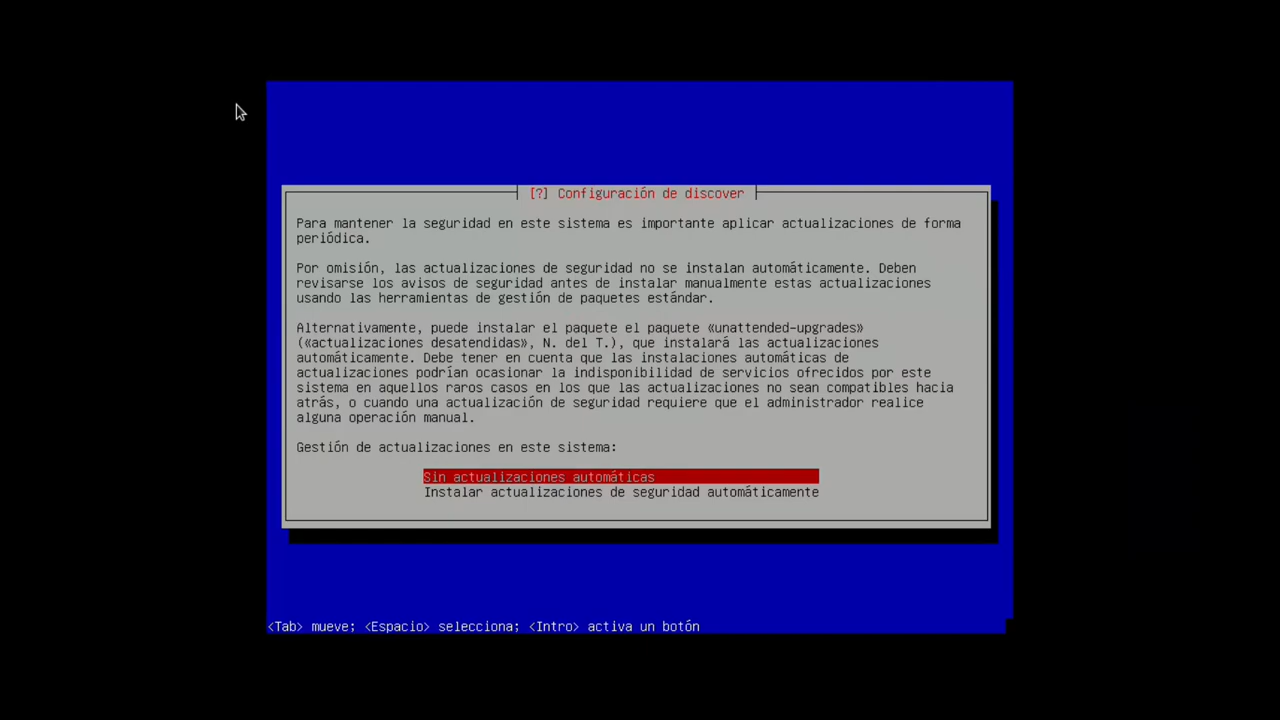 [?] Configuración de discover
Para mantener la seguridad en este sistema es importante aplicar actualizaciones de forma
periódica.
Por omisión, las actualizaciones de seguridad no se instalan automáticamente. Deben
revisarse los avisos de seguridad antes de instalar manualmente estas actualizaciones
usando las herramientas de gestión de paquetes estándar.
Alternativamente, puede instalar el paquete el paquete «unattended-upgrades»
(«actualizaciones desatendidas», N. del T.), que instalará las actualizaciones
automáticamente. Debe tener en cuenta que las instalaciones automáticas de
actualizaciones podrían ocasionar la indisponibilidad de servicios ofrecidos por este
sistema en aquellos raros casos en los que las actualizaciones no sean compatibles hacia
atrás, o cuando una actualización de seguridad requiere que el administrador realice
alguna operación manual.
Gestión de actualizaciones en este sistema:
Sin actualizaciones automáticas
Instalar actualizaciones de seguridad automáticamente
<Tab> mueve; <Espacio> selecciona; <Intro> activa un botón